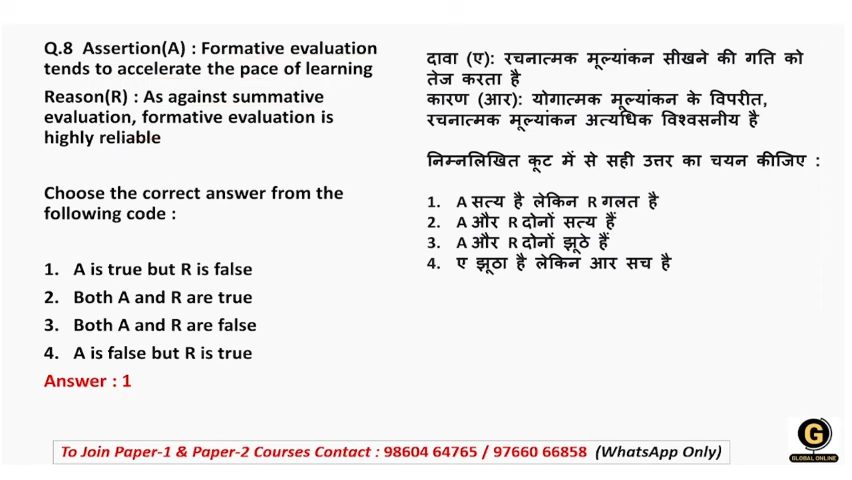 Q.8 Assertion(A) : Formative evaluation
tends to accelerate the pace of learning
Reason(R) : As against summative
evaluation, formative evaluation is
highly reliable
Choose the correct answer from the
following code :
1. A is true but R is false
2. Both A and R are true
3. Both A and R are false
4. A is false but R is true
Answer : 1
दावा (ए): रचनात्मक मूल्यांकन सीखने की गति को
तेज करता है
कारण (आर): योगात्मक मूल्यांकन के विपरीत,
रचनात्मक मूल्यांकन अत्यधिक विश्वसनीय है
निम्नलिखित कूट में से सही उत्तर का चयन कीजिए :
1. A सत्य है लेकिन R गलत है
2. A और R दोनों सत्य हैं
3. A और R दोनों झूठे हैं
4. ए झूठा है लेकिन आर सच है
To Join Paper-1 & Paper-2 Courses Contact : 98604 64765 / 97660 66858 (WhatsApp Only)
G
GLOBAL ONLINE